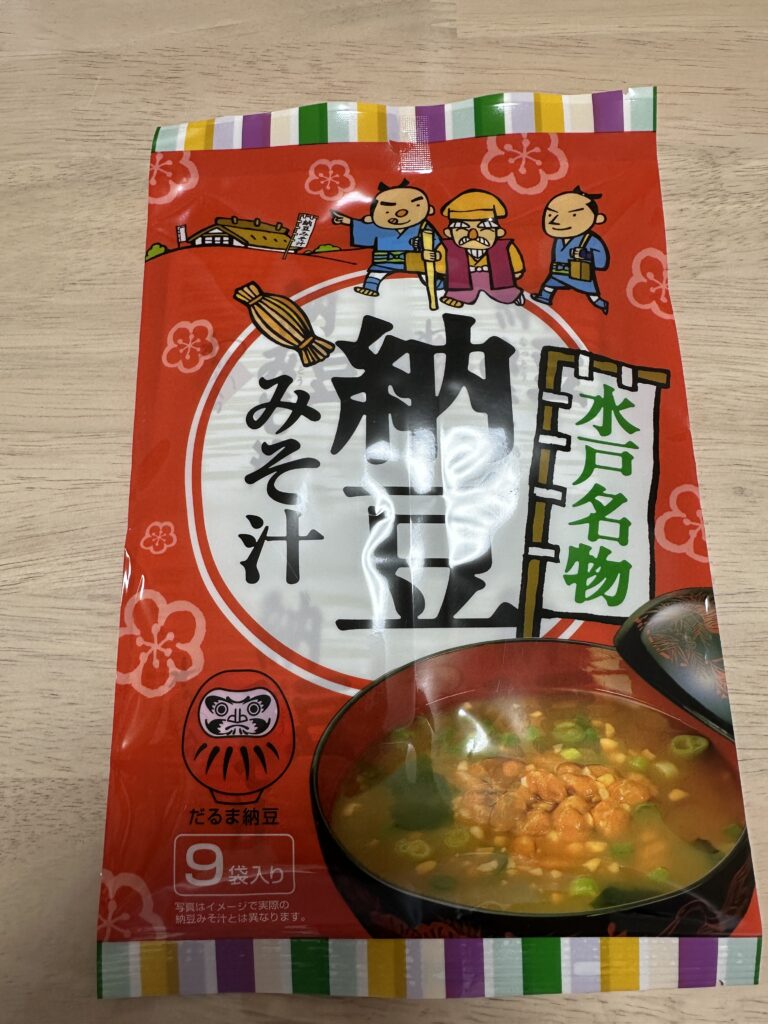 納豆
みそ汁
水戸名物
だるま納豆
9袋入り
写真はイメージで実際の
納豆みそ汁とは異なります。